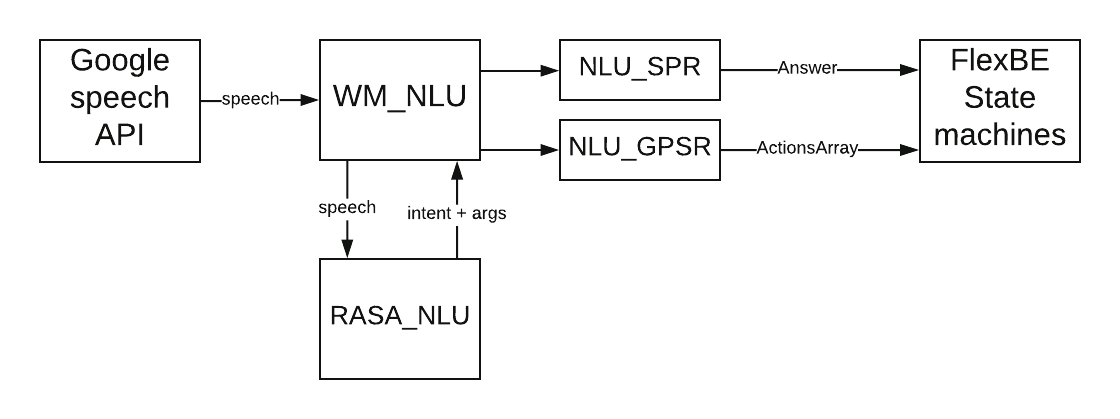 Google
speech
API
speech
WM_NLU
NLU_SPR
Answer
FlexBE
State
machines
NLU_GPSR
ActionsArray
speech
intent + args
RASA_NLU